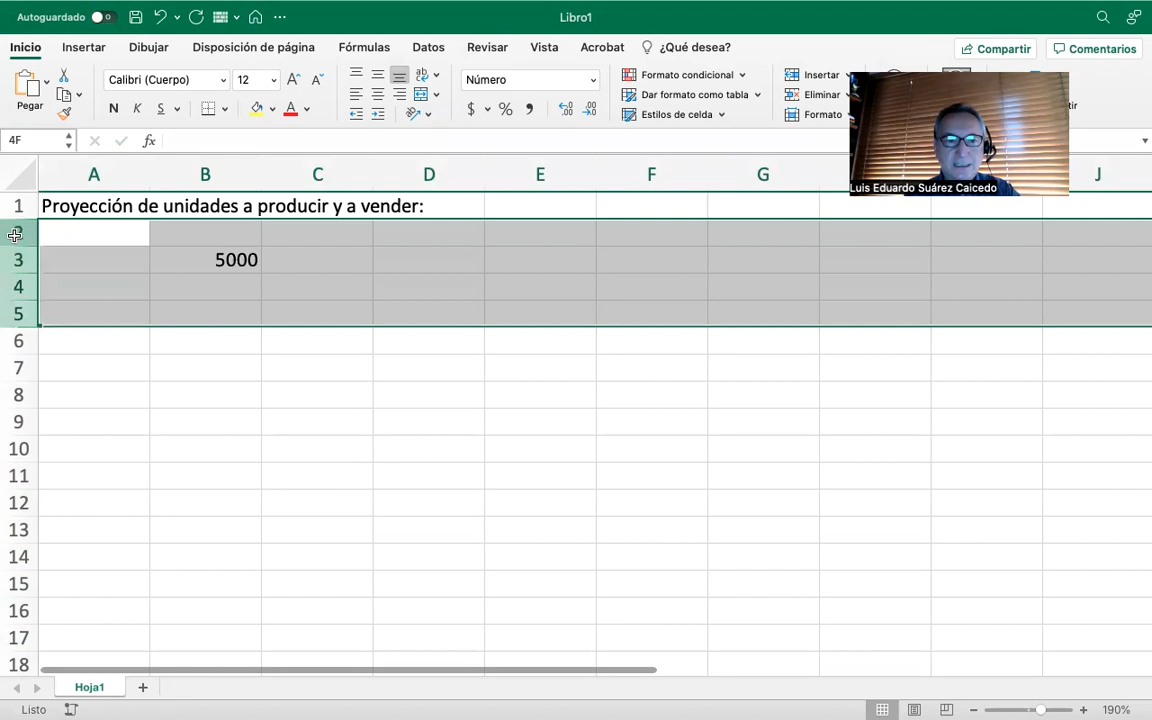 Autoguardado
Libro1
Inicio Insertar Dibujar Disposición de página Fórmulas Datos Revisar Vista Acrobat ¿Qué desea? Compartir Comentarios
Pegar
Calibri (Cuerpo) 12
N K S
Número
$ %
Formato condicional
Dar formato como tabla
Estilos de celda
Insertar
Eliminar
Formato
Luis Eduardo Suárez Caicedo
4F fx
A B C D E F G J
1 Proyección de unidades a producir y a vender:
2
3 5000
4
5
6
7
8
9
10
11
12
13
14
15
16
17
18
Hoja1
Listo 190%